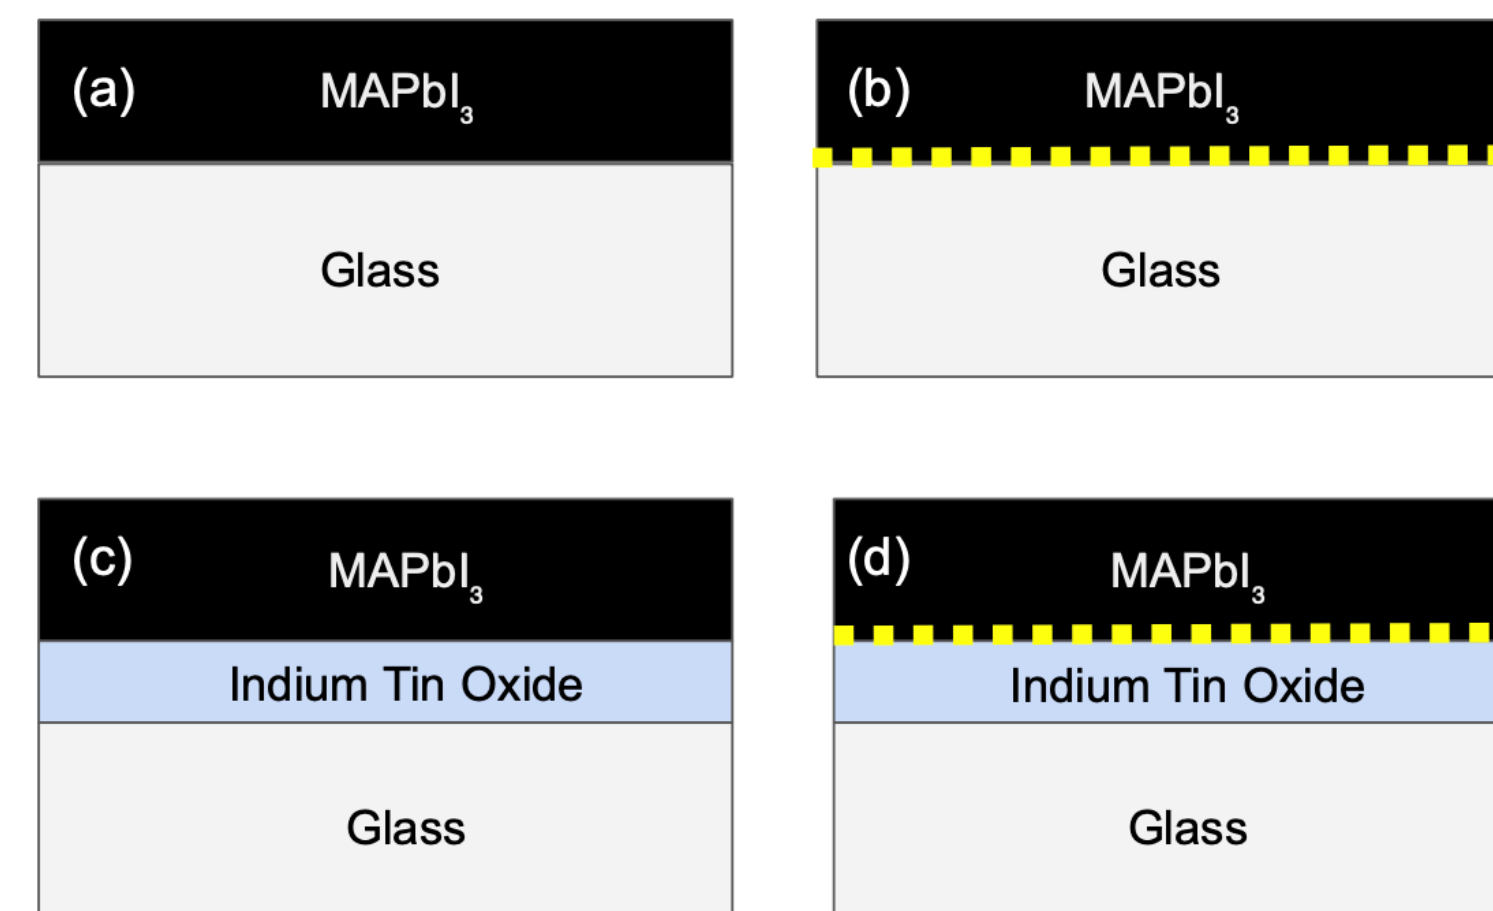 (a) MAPbI₃
Glass
(b) MAPbI₃
Glass
(c) MAPbI₃
Indium Tin Oxide
Glass
(d) MAPbI₃
Indium Tin Oxide
Glass